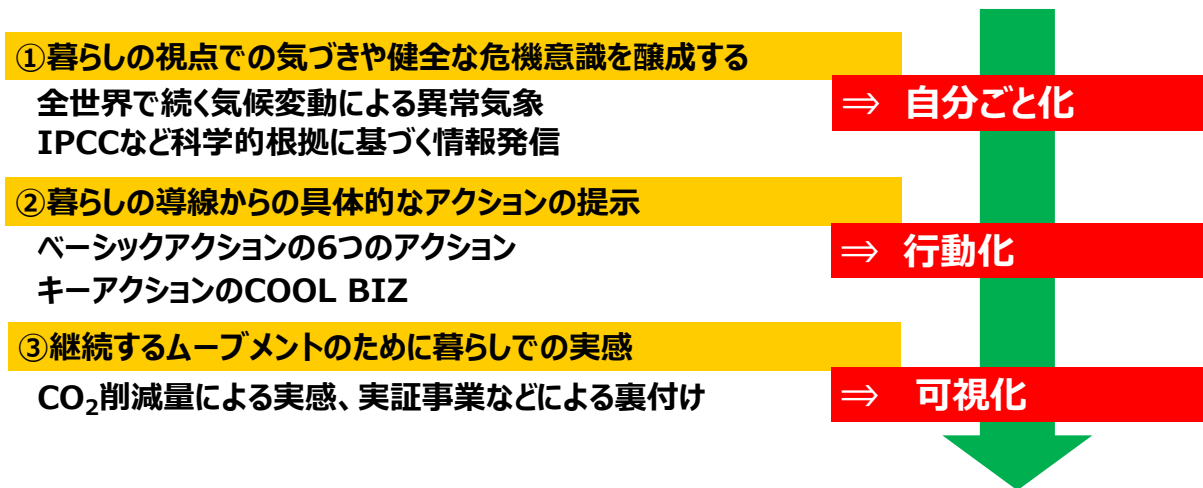 ①暮らしの視点での気づきや健全な危機意識を醸成する
全世界で続く気候変動による異常気象
⇒ 自分ごと化
IPCCなど科学的根拠に基づく情報発信
②暮らしの導線からの具体的なアクションの提示
ベーシックアクションの6つのアクション
⇒ 行動化
キーアクションのCOOL BIZ
③継続するムーブメントのために暮らしでの実感
CO₂削減量による実感、実証事業などによる裏付け
⇒ 可視化